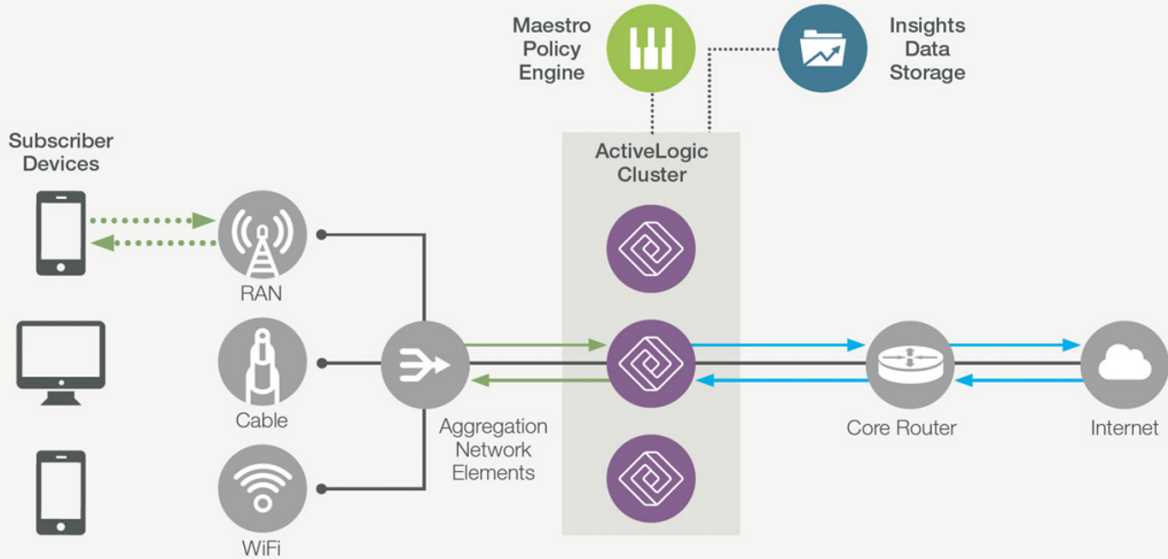 Maestro
Policy
Engine
Insights
Data
Storage
Subscriber
Devices
ActiveLogic
Cluster
RAN
Cable
WiFi
Aggregation
Network
Elements
Core Router
Internet